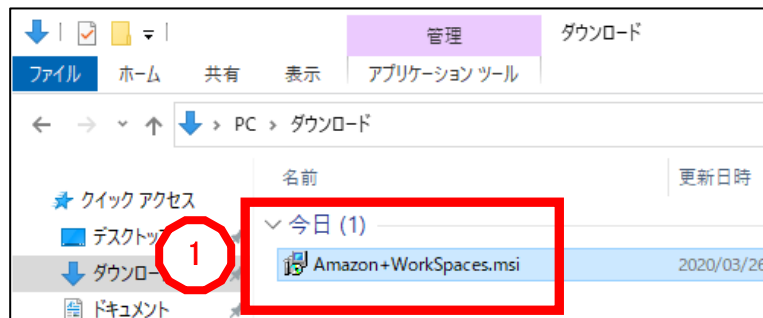 管理 ダウンロード
ファイル ホーム 共有 表示 アプリケーション ツール
PC › ダウンロード
名前 更新日時
クイック アクセス
今日 (1)
デスクトッ
1
Amazon+WorkSpaces.msi 2020/03/26
ダウンロー
ドキュメント